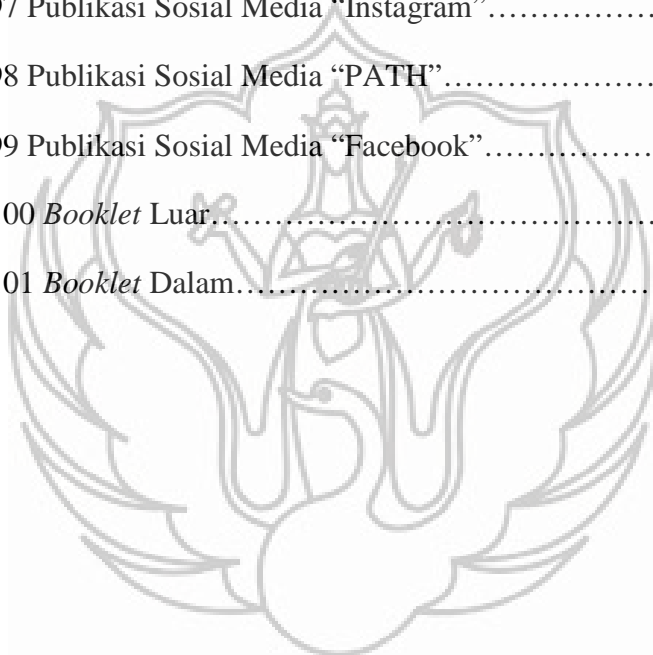 97 Publikasi Sosial Media “Instagram”……………….
98 Publikasi Sosial Media “PATH”…………………
99 Publikasi Sosial Media “Facebook”……………….
00 Booklet Luar……………………………………….
01 Booklet Dalam…………………………………….